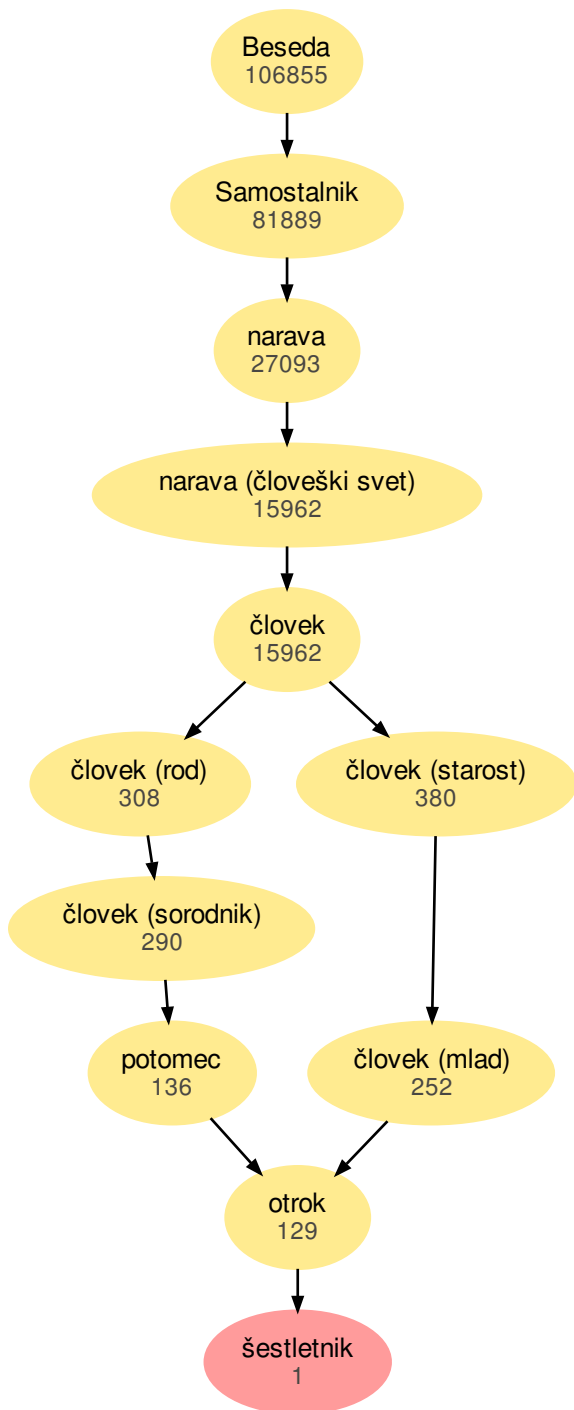 Beseda
106855
Samostalnik
81889
narava
27093
narava (človeški svet)
15962
človek
15962
človek (rod)
308
človek (starost)
380
človek (sorodnik)
290
potomec
136
človek (mlad)
252
otrok
129
šestletnik
1